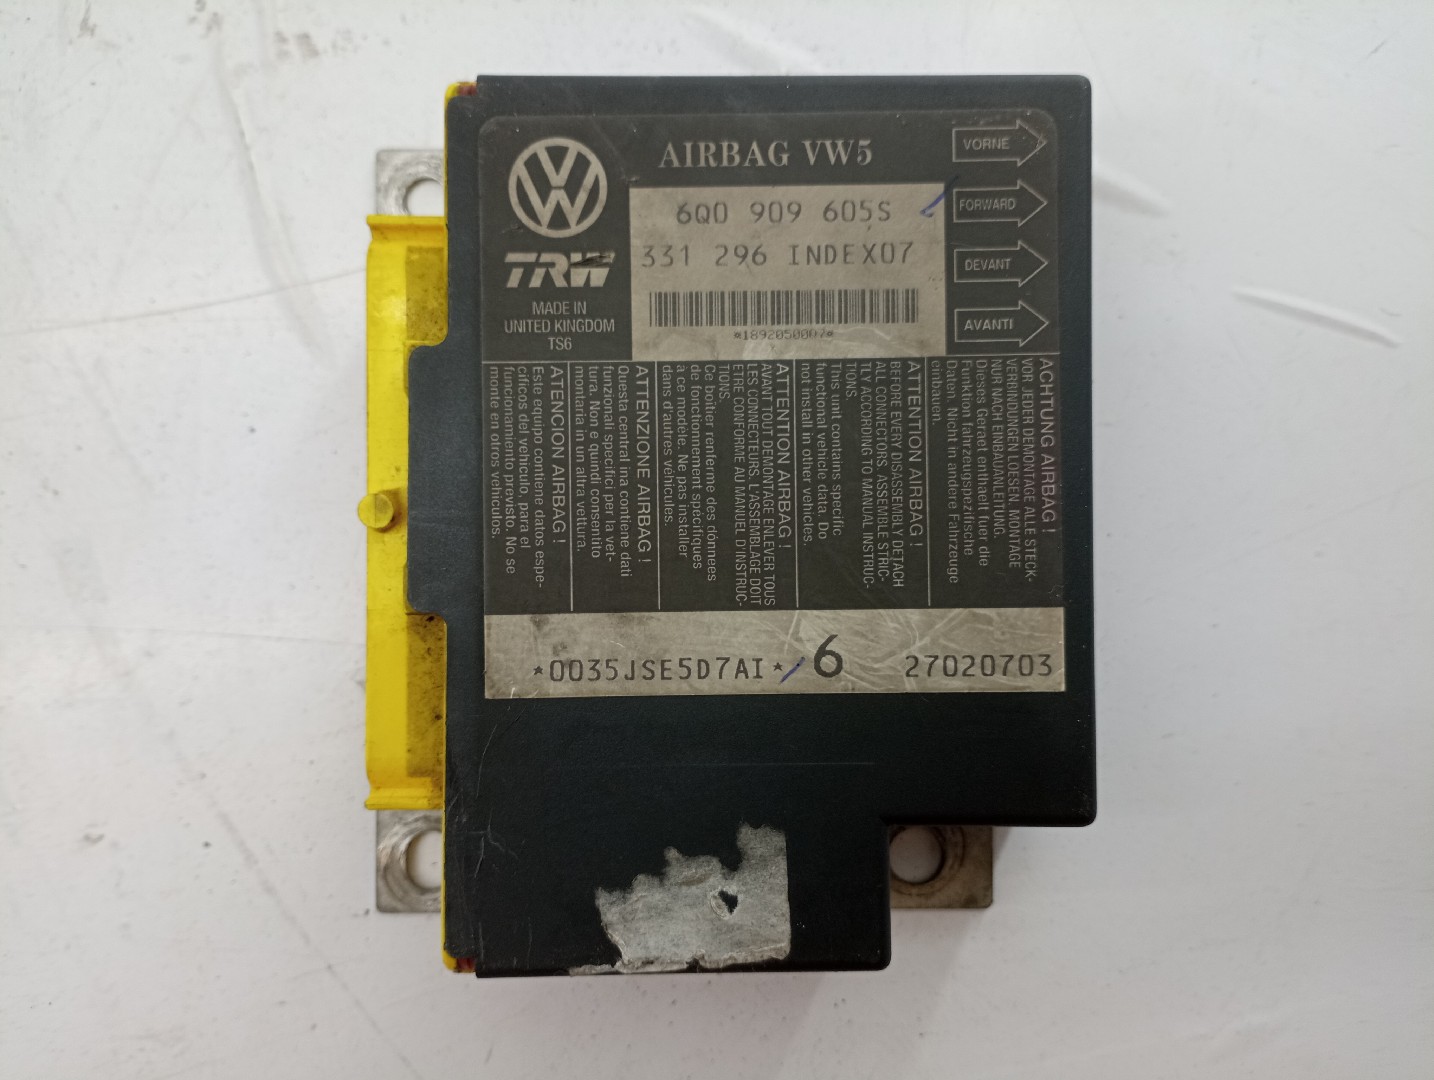 AIRBAG VW5
VORNE
FORWARD
DEVANT
AVANTI
6Q0 909 605S
331 296 INDEX07
*1892050007*
VW
TRW
MADE IN
UNITED KINGDOM
TS6
ACHTUNG AIRBAG !
VOR JEDER DEMONTAGE ALLE STECK-
VERBINDUNGEN LOESEN, MONTAGE
NUR NACH EINBAUANLEITUNG.
Dieses Geraet enthaelt fuer die
Funktion fahrzeugspezifische
Daten. Nicht in andere Fahrzeuge
einbauen.
ATTENTION AIRBAG !
BEFORE EVERY DISASSEMBLY DETACH
ALL CONNECTORS. ASSEMBLE STRIC-
TLY ACCORDING TO MANUAL INSTRUC-
TIONS.
This unit contains specific
functional vehicle data. Do
not install in other vehicles.
ATTENTION AIRBAG !
AVANT TOUT DEMONTAGE ENLEVER TOUS
LES CONNECTEURS. L'ASSEMBLAGE DOIT
ETRE CONFORME AU MANUEL D'INSTRUC-
TIONS.
Ce boîtier renferme des données
de fonctionnement spécifiques
a ce modéle. Ne pas installer
dans d'autres véhicules.
ATTENZIONE AIRBAG !
Questa central ina contiene dati
funzionali specifici per la vet-
tura. Non e quindi consentito
montaria in un altra vettura.
ATENCION AIRBAG !
Este equipo contiene datos espe-
cificos del vehiculo, para el
funcionamiento previsto. No se
monte en otros vehiculos.
*0035JSE5D7AI* 6 27020703